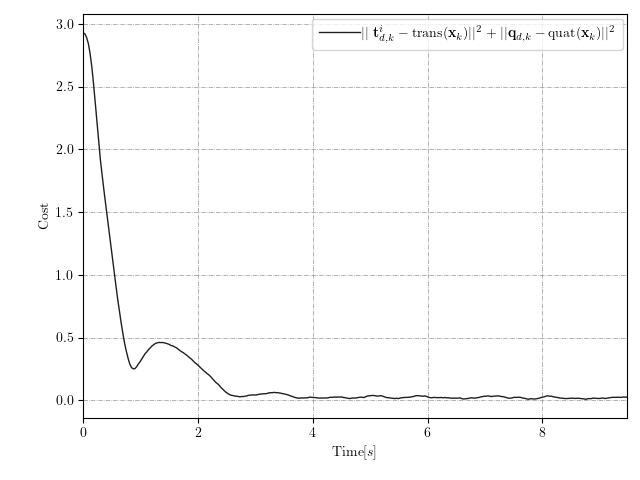 || t^i_{d,k} − trans(x_k)||^2 + ||q_{d,k} − quat(x_k)||^2
3.0
2.5
2.0
1.5
1.0
0.5
0.0
Cost
0 2 4 6 8
Time[s]